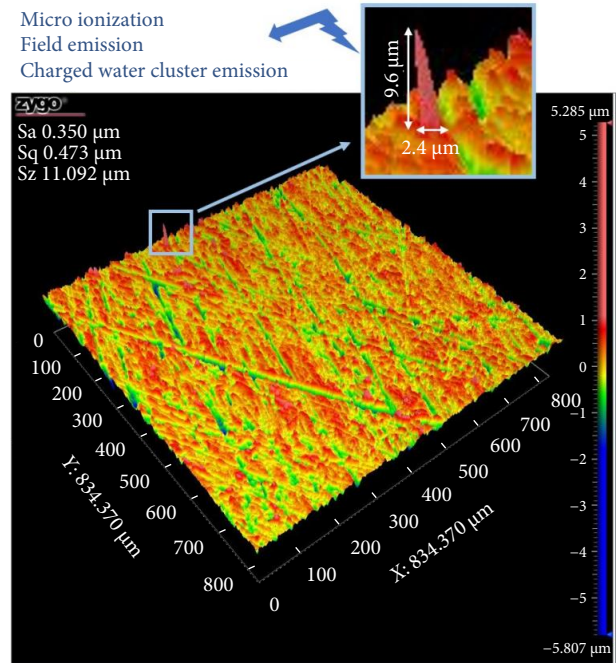 Micro ionization
Field emission
Charged water cluster emission
9.6 µm
2.4 µm
zygo
Sa 0.350 µm
Sq 0.473 µm
Sz 11.092 µm
5.285 µm
5
4
3
2
1
0
−1
−2
−3
−4
−5
−5.807 µm
0
100
200
300
400
500
600
700
800
Y: 834.370 µm
0
100
200
300
400
500
600
700
800
X: 834.370 µm